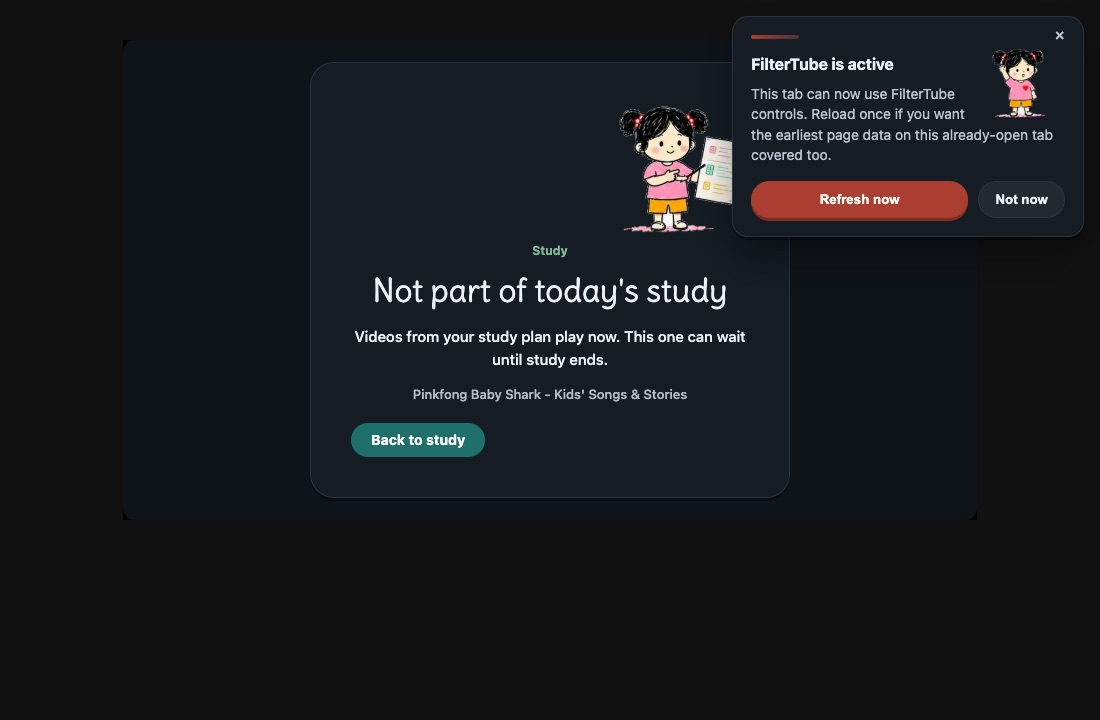 FilterTube is active
This tab can now use FilterTube
controls. Reload once if you want
the earliest page data on this already-open tab
covered too.
Refresh now
Not now
Study
Not part of today's study
Videos from your study plan play now. This one can wait
until study ends.
Pinkfong Baby Shark - Kids' Songs & Stories
Back to study